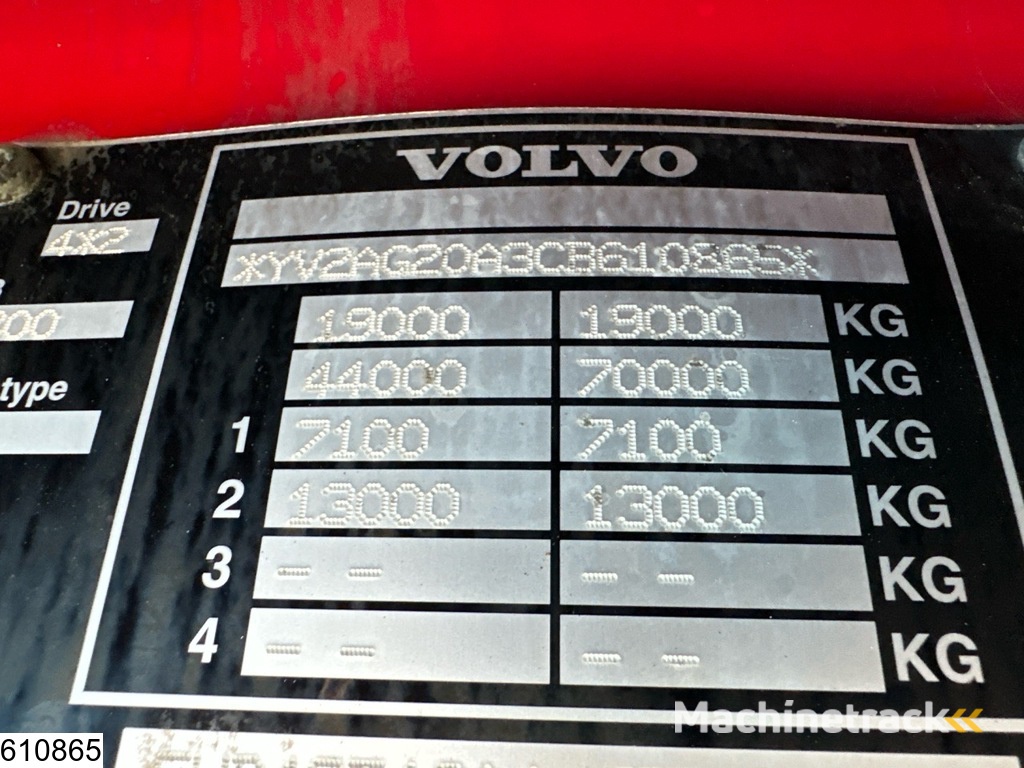 VOLVO
Drive
4X2
XYV2AG20A3CB610865X
200
19000 19000 KG
44000 70000 KG
type
1 7100 7100 KG
2 13000 13000 KG
3 - - - - KG
4 - - - - KG
Machinetrack
610865